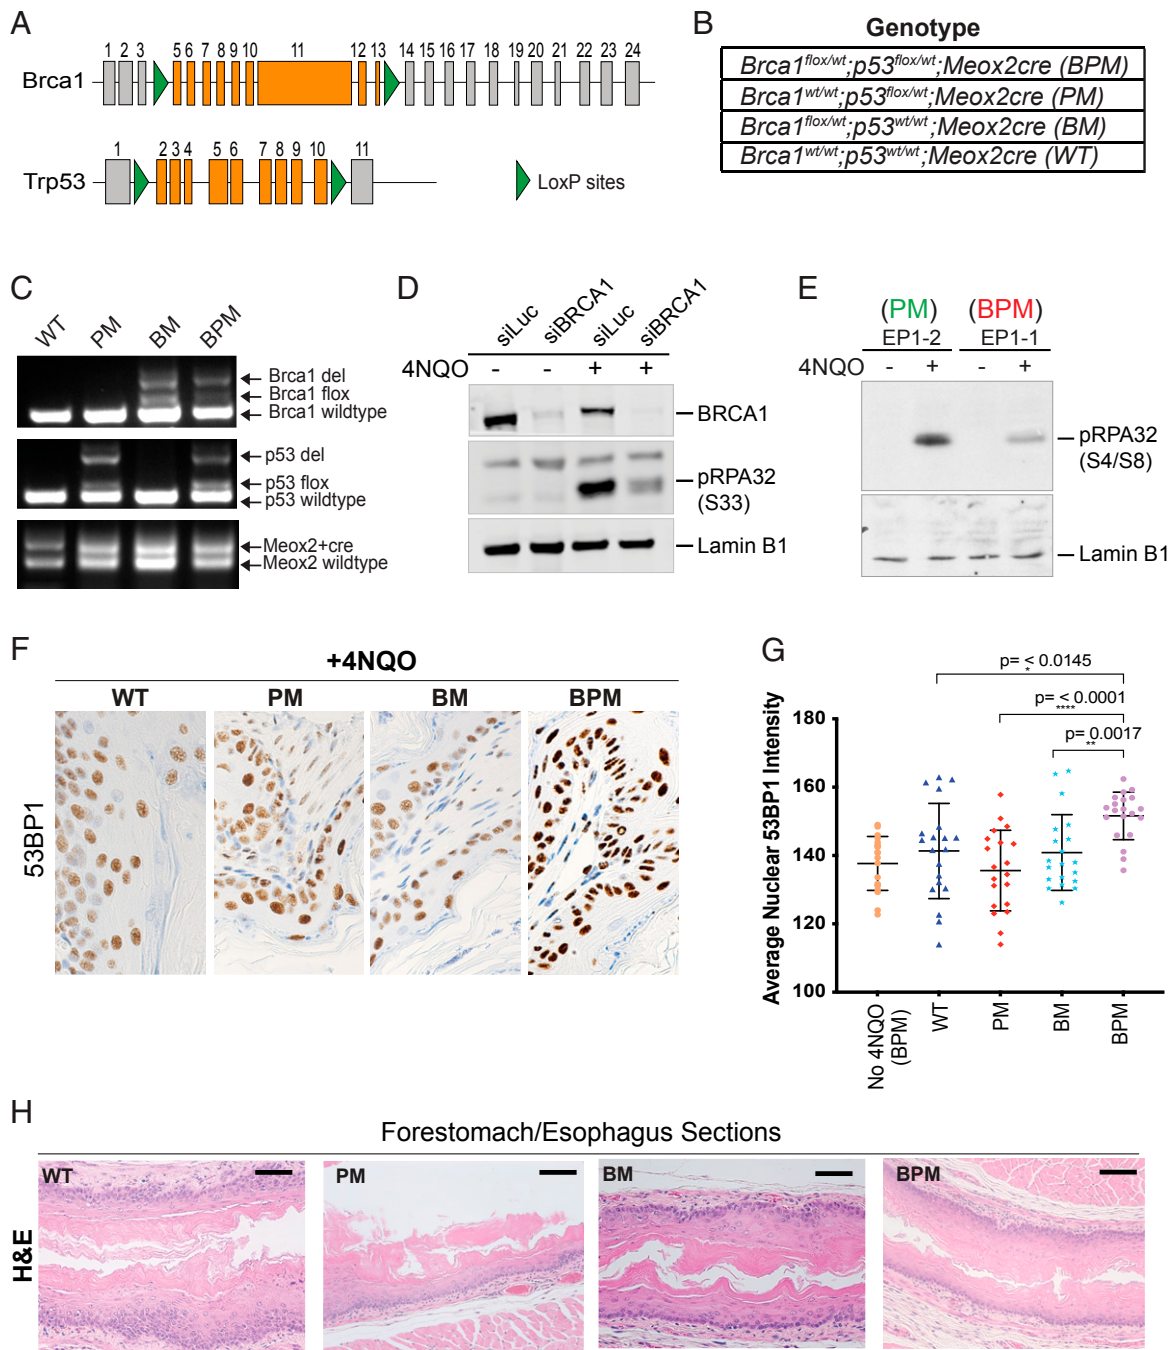 A
1 2 3 5 6 7 8 9 10 11 12 13 14 15 16 17 18 19 20 21 22 23 24
Brca1
1 2 3 4 5 6 7 8 9 10 11
Trp53
LoxP sites
B
Genotype
Brca1flox/wt;p53flox/wt;Meox2cre (BPM)
Brca1wt/wt;p53flox/wt;Meox2cre (PM)
Brca1flox/wt;p53wt/wt;Meox2cre (BM)
Brca1wt/wt;p53wt/wt;Meox2cre (WT)
C
WT PM BM BPM
Brca1 del
Brca1 flox
Brca1 wildtype
p53 del
p53 flox
p53 wildtype
Meox2+cre
Meox2 wildtype
D
siLuc siBRCA1 siLuc siBRCA1
4NQO - - + +
BRCA1
pRPA32
(S33)
Lamin B1
E
(PM) (BPM)
EP1-2 EP1-1
4NQO - + - +
pRPA32
(S4/S8)
Lamin B1
F
+4NQO
WT PM BM BPM
53BP1
G
p= < 0.0145
*
p= < 0.0001
****
p= 0.0017
**
Average Nuclear 53BP1 Intensity
180
160
140
120
100
No 4NQO
(BPM)
WT
PM
BM
BPM
H
Forestomach/Esophagus Sections
H&E
WT PM BM BPM